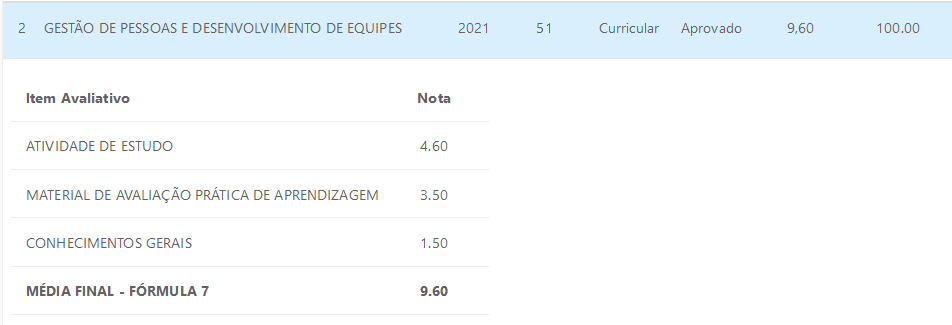 2 GESTÃO DE PESSOAS E DESENVOLVIMENTO DE EQUIPES 2021 51 Curricular Aprovado 9,60 100.00
Item Avaliativo Nota
ATIVIDADE DE ESTUDO 4.60
MATERIAL DE AVALIAÇÃO PRÁTICA DE APRENDIZAGEM 3.50
CONHECIMENTOS GERAIS 1.50
MÉDIA FINAL - FÓRMULA 7 9.60